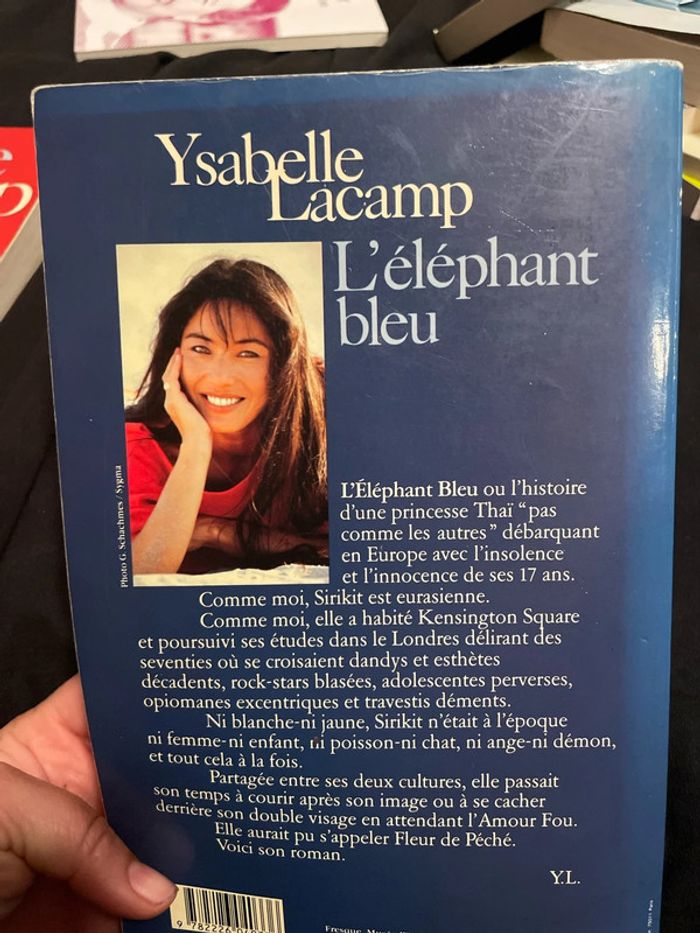 Ysabelle
Lacamp
L'éléphant
bleu
Photo G. Schachmes / Sygma
L'Éléphant Bleu ou l'histoire
d'une princesse Thaï “pas
comme les autres” débarquant
en Europe avec l'insolence
et l'innocence de ses 17 ans.
Comme moi, Sirikit est eurasienne.
Comme moi, elle a habité Kensington Square
et poursuivi ses études dans le Londres délirant des
seventies où se croisaient dandys et esthètes
décadents, rock-stars blasées, adolescentes perverses,
opiomanes excentriques et travestis déments.
Ni blanche-ni jaune, Sirikit n'était à l'époque
ni femme-ni enfant, ni poisson-ni chat, ni ange-ni démon,
et tout cela à la fois.
Partagée entre ses deux cultures, elle passait
son temps à courir après son image ou à se cacher
derrière son double visage en attendant l'Amour Fou.
Elle aurait pu s'appeler Fleur de Péché.
Voici son roman.
Y.L.